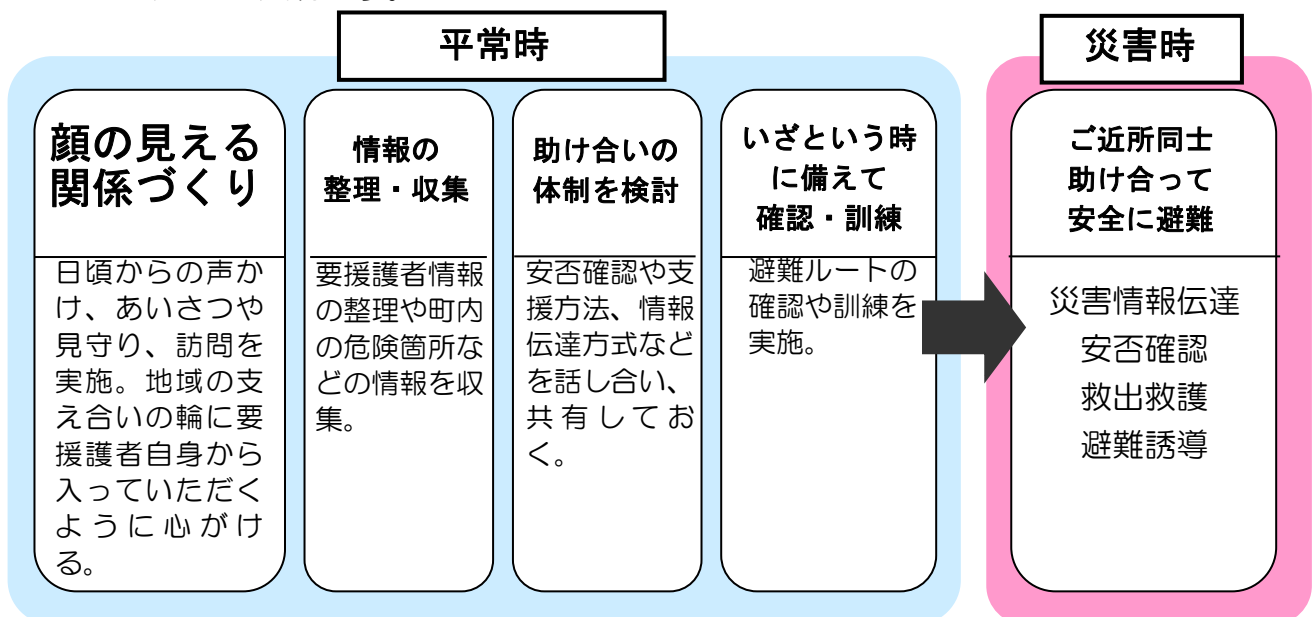 平常時
顔の見える
関係づくり
日頃からの声か
け、あいさつや
見守り、訪問を
実施。地域の支
え合いの輪に要
援護者自身から
入っていただく
ように心がけ
る。
情報の
整理・収集
要援護者情報
の整理や町内
の危険箇所な
どの情報を収
集。
助け合いの
体制を検討
安否確認や支
援方法、情報
伝達方式など
を話し合い、
共有してお
く。
いざという時
に備えて
確認・訓練
避難ルートの
確認や訓練を
実施。
災害時
ご近所同士
助け合って
安全に避難
災害情報伝達
安否確認
救出救護
避難誘導